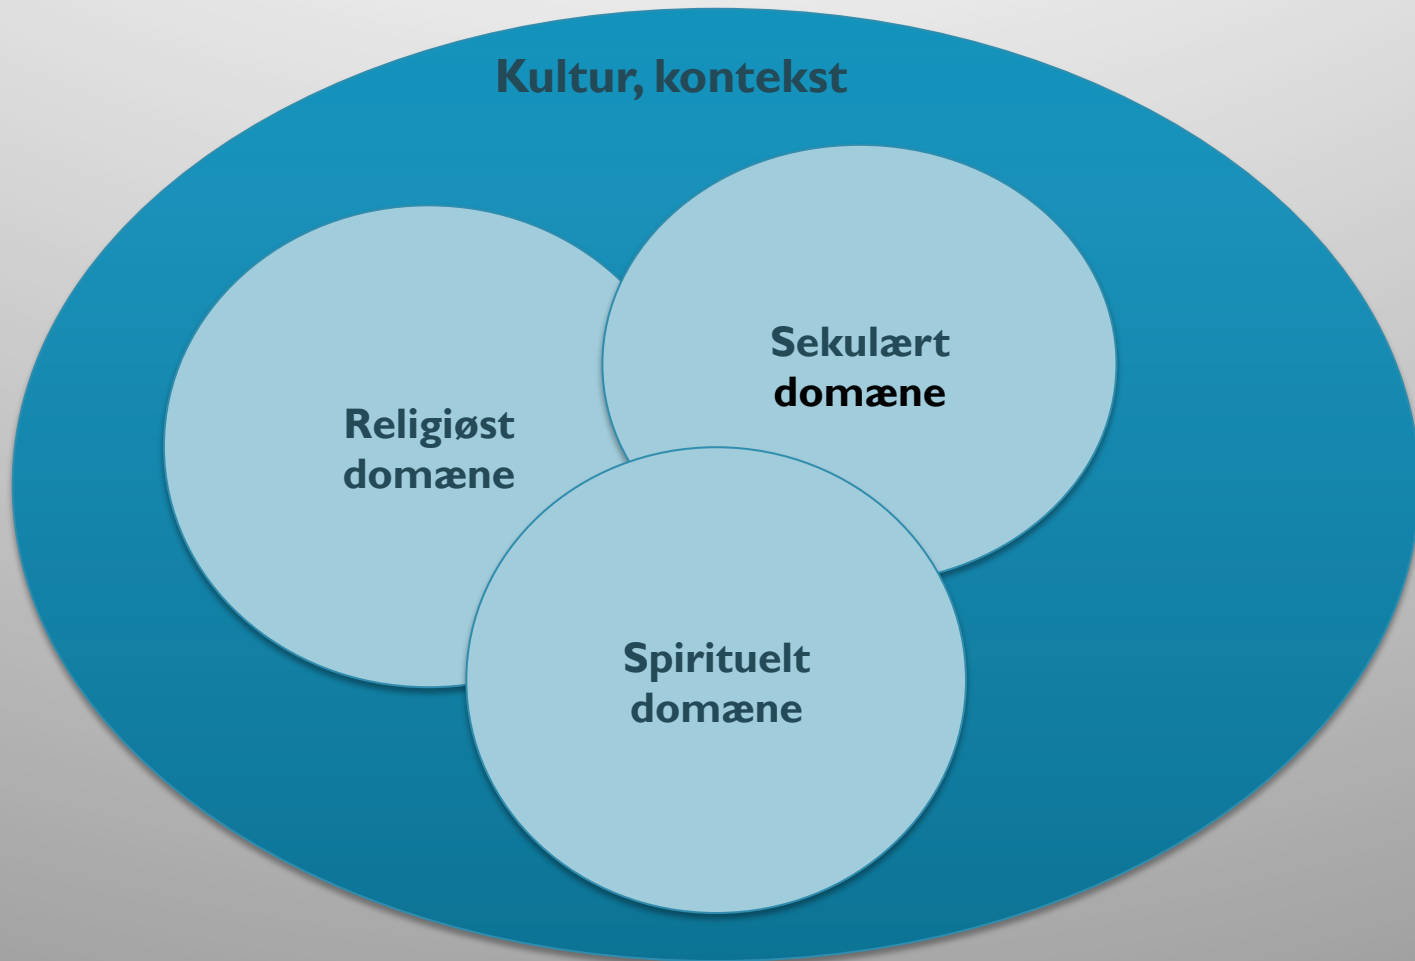 Kultur, kontekst
Sekulært
domæne
Religiøst
domæne
Spirituelt
domæne